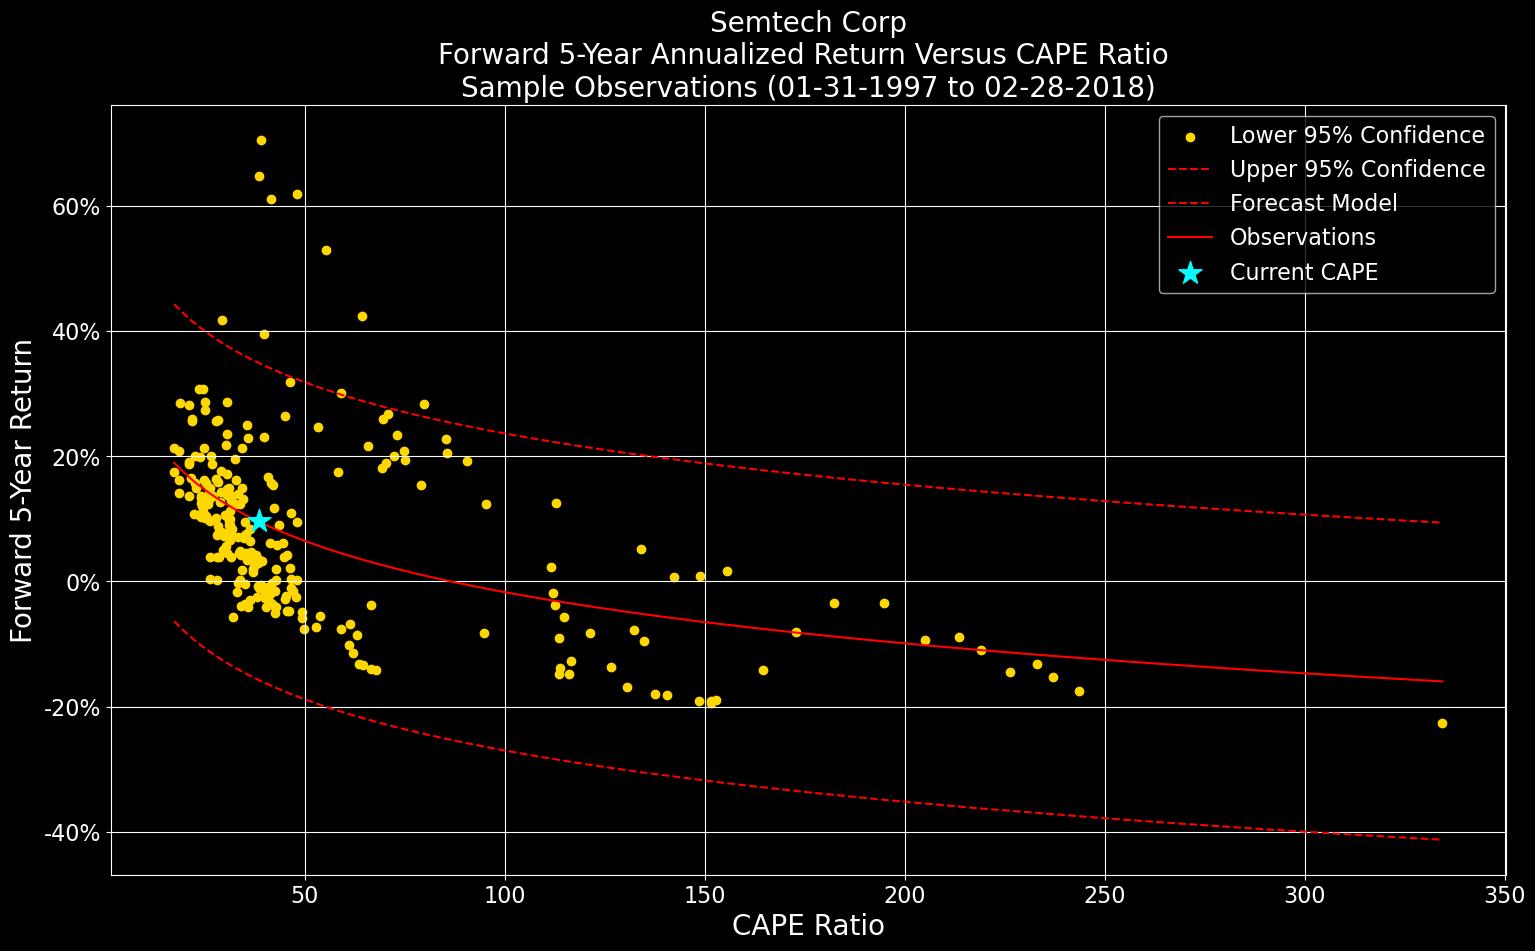 Semtech Corp
Forward 5-Year Annualized Return Versus CAPE Ratio
Sample Observations (01-31-1997 to 02-28-2018)
Lower 95% Confidence
Upper 95% Confidence
Forecast Model
Observations
Current CAPE
Forward 5-Year Return
60%
40%
20%
0%
-20%
-40%
50
100
150
200
250
300
350
CAPE Ratio